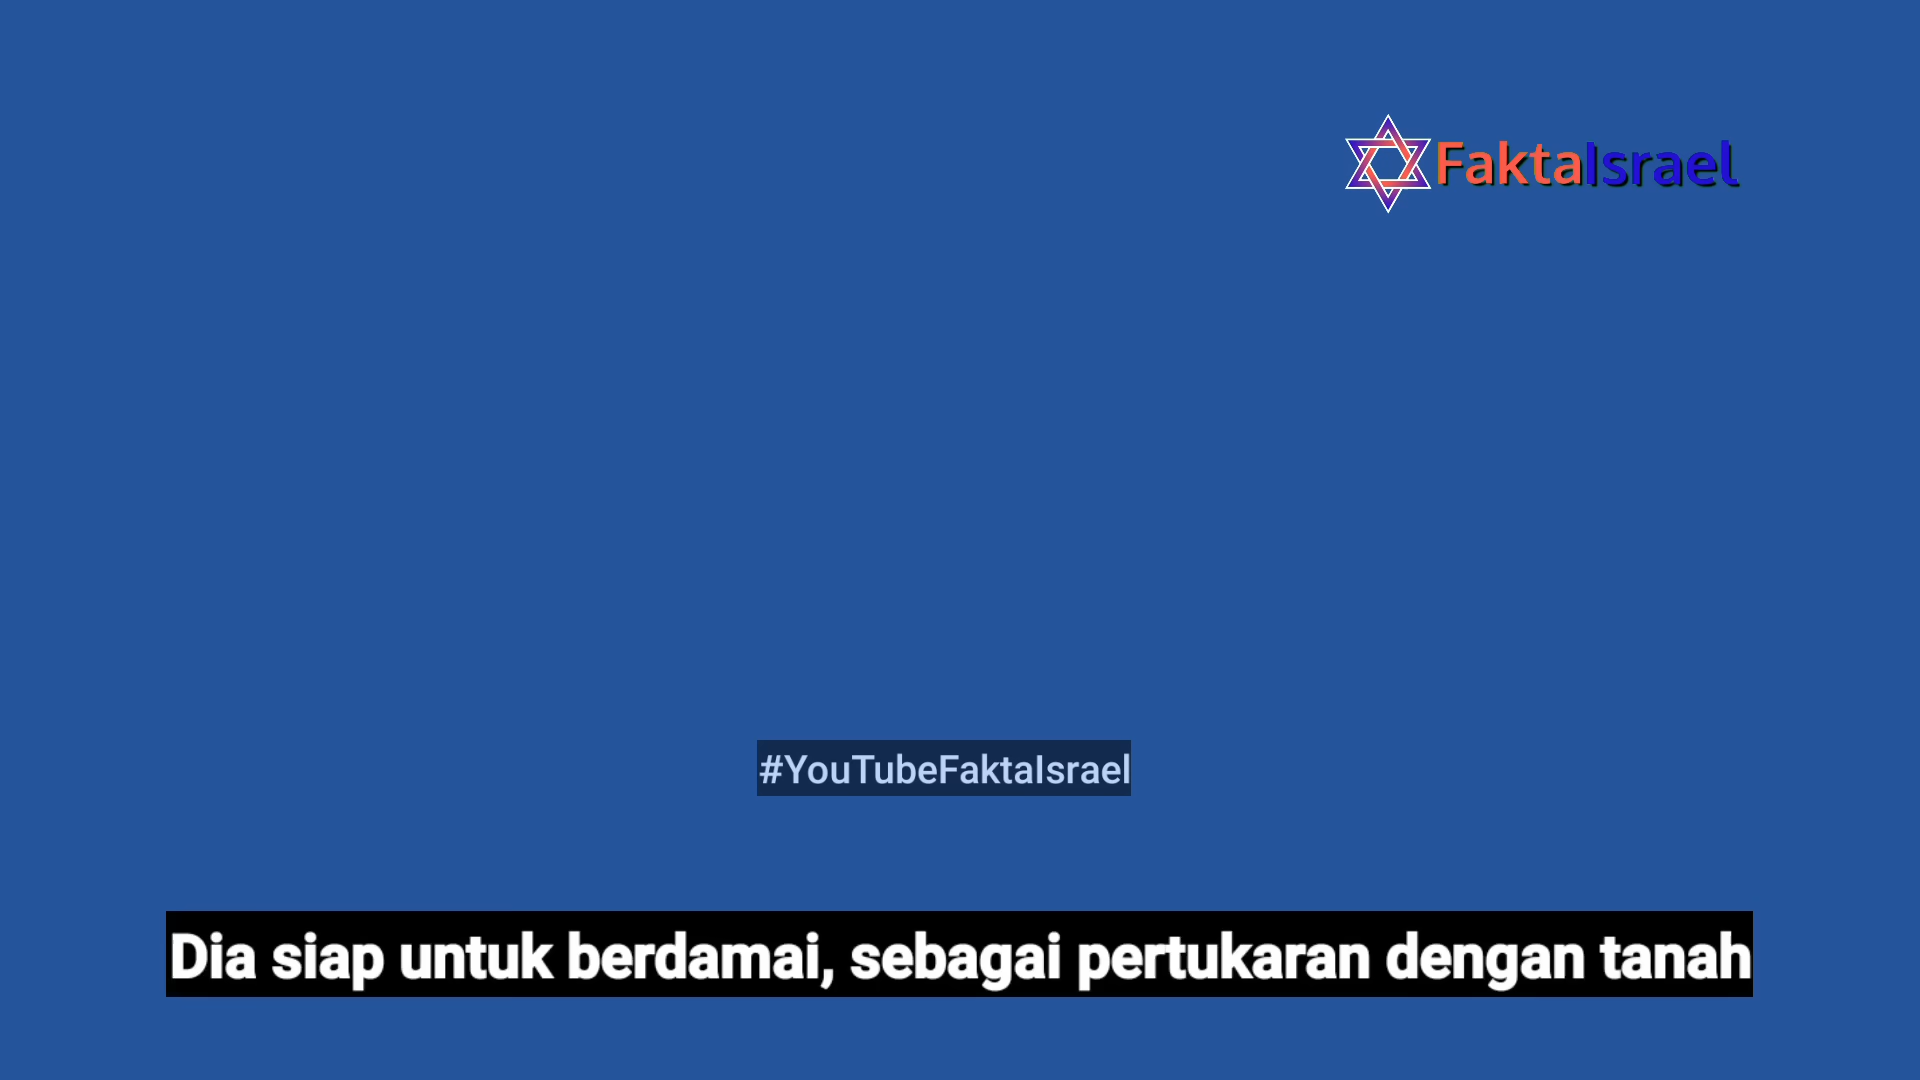 FaktaIsrael
#YouTubeFaktaIsrael
Dia siap untuk berdamai, sebagai pertukaran dengan tanah